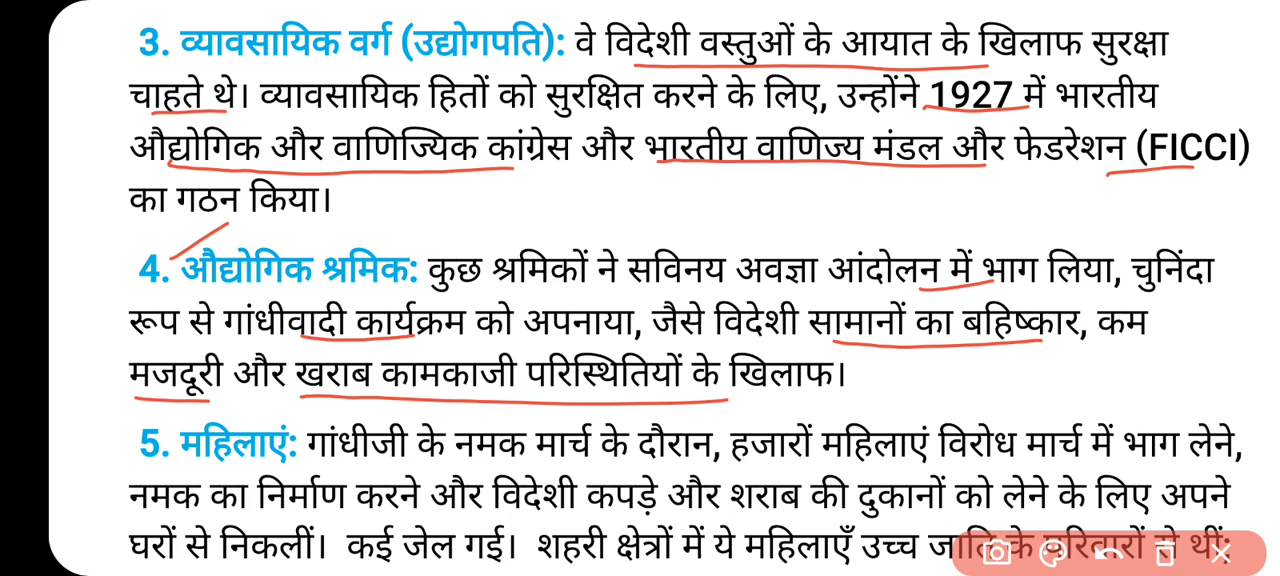 3. व्यावसायिक वर्ग (उद्योगपति): वे विदेशी वस्तुओं के आयात के खिलाफ सुरक्षा
चाहते थे। व्यावसायिक हितों को सुरक्षित करने के लिए, उन्होंने 1927 में भारतीय
औद्योगिक और वाणिज्यिक कांग्रेस और भारतीय वाणिज्य मंडल और फेडरेशन (FICCI)
का गठन किया।
4. औद्योगिक श्रमिक: कुछ श्रमिकों ने सविनय अवज्ञा आंदोलन में भाग लिया, चुनिंदा
रूप से गांधीवादी कार्यक्रम को अपनाया, जैसे विदेशी सामानों का बहिष्कार, कम
मजदूरी और खराब कामकाजी परिस्थितियों के खिलाफ।
5. महिलाएं: गांधीजी के नमक मार्च के दौरान, हजारों महिलाएं विरोध मार्च में भाग लेने,
नमक का निर्माण करने और विदेशी कपड़े और शराब की दुकानों को लेने के लिए अपने
घरों से निकलीं। कई जेल गई। शहरी क्षेत्रों में ये महिलाएँ उच्च जाति के परिवारों से थीं;